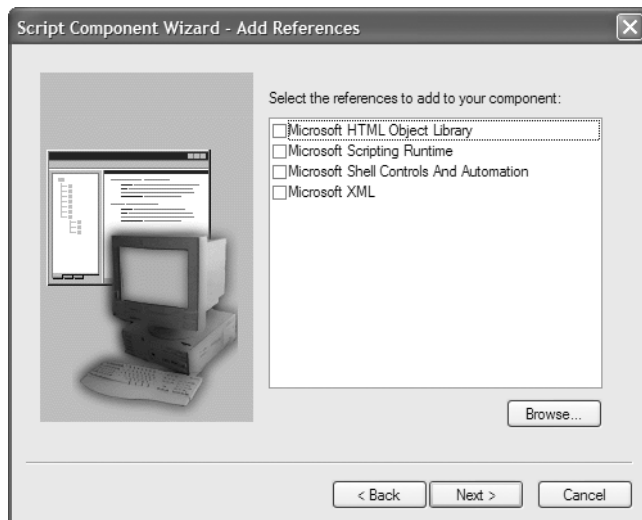 Script Component Wizard - Add References
Select the references to add to your component:
Microsoft HTML Object Library
Microsoft Scripting Runtime
Microsoft Shell Controls And Automation
Microsoft XML
Browse...
< Back
Next >
Cancel